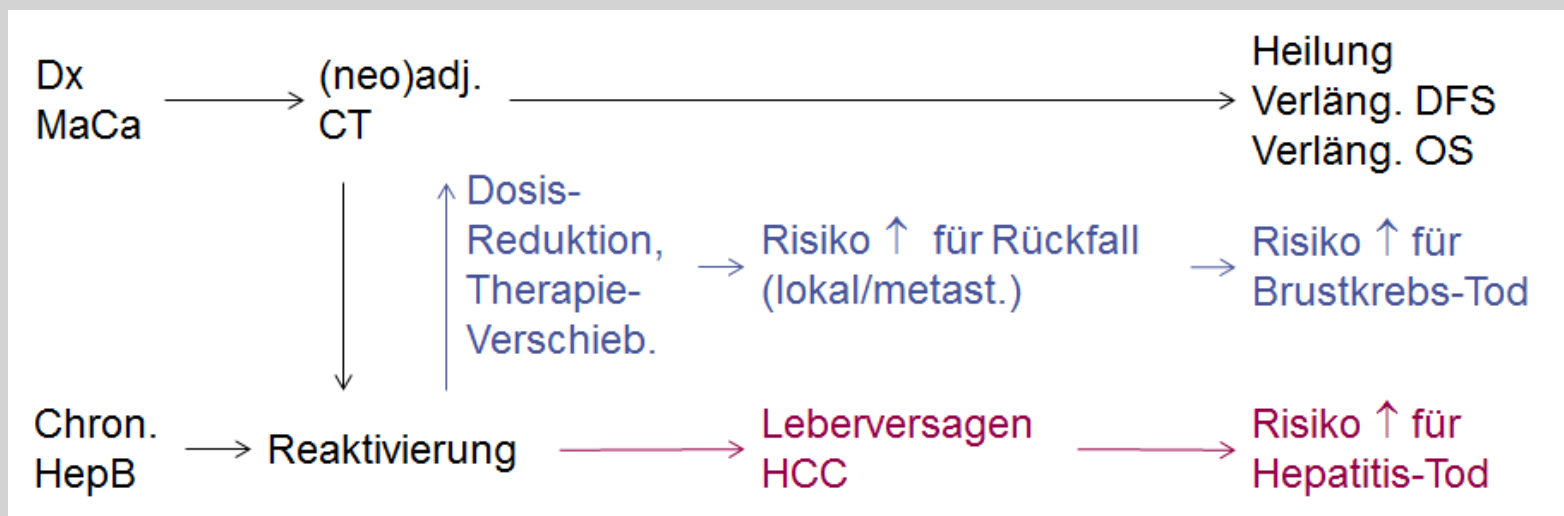 Dx
MaCa
(neo)adj.
CT
Heilung
Verläng. DFS
Verläng. OS
Dosis-
Reduktion,
Therapie-
Verschieb.
Risiko ↑ für Rückfall
(lokal/metast.)
Risiko ↑ für
Brustkrebs-Tod
Chron.
HepB
Reaktivierung
Leberversagen
HCC
Risiko ↑ für
Hepatitis-Tod